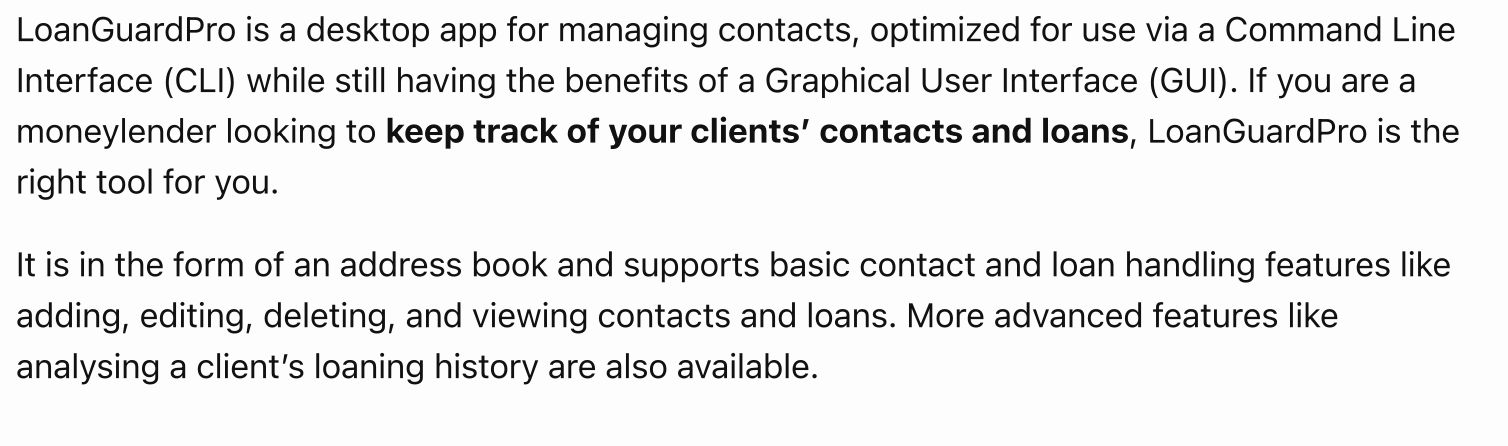 LoanGuardPro is a desktop app for managing contacts, optimized for use via a Command Line
Interface (CLI) while still having the benefits of a Graphical User Interface (GUI). If you are a
moneylender looking to keep track of your clients’ contacts and loans, LoanGuardPro is the
right tool for you.
It is in the form of an address book and supports basic contact and loan handling features like
adding, editing, deleting, and viewing contacts and loans. More advanced features like
analysing a client’s loaning history are also available.